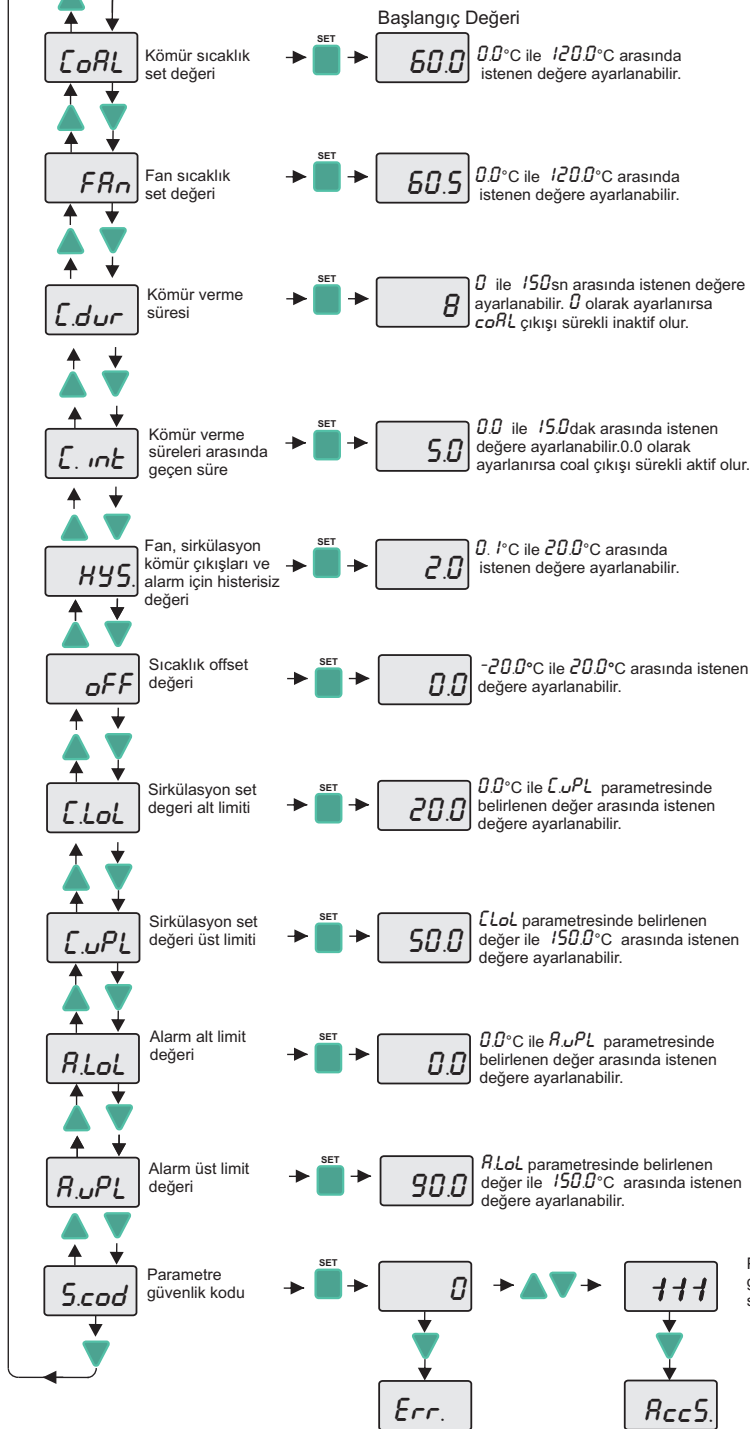 Başlangıç Değeri
CoAL
Kömür sıcaklık
set değeri
SET
60.0
0.0°C ile 120.0°C arasında
istenen değere ayarlanabilir.
FAn
Fan sıcaklık
set değeri
SET
60.5
0.0°C ile 120.0°C arasında
istenen değere ayarlanabilir.
C.dur
Kömür verme
süresi
SET
8
0 ile 150sn arasında istenen değere
ayarlanabilir. 0 olarak ayarlanırsa
coAL çıkışı sürekli inaktif olur.
C.int
Kömür verme
süreleri arasında
geçen süre
SET
5.0
0.0 ile 15.0dak arasında istenen
değere ayarlanabilir.0.0 olarak
ayarlanırsa coal çıkışı sürekli aktif olur.
HYS.
Fan, sirkülasyon
kömür çıkışları ve
alarm için histerisiz
değeri
SET
2.0
0.1°C ile 20.0°C arasında
istenen değere ayarlanabilir.
oFF
Sıcaklık offset
değeri
SET
0.0
-20.0°C ile 20.0°C arasında istenen
değere ayarlanabilir.
C.LoL
Sirkülasyon set
degeri alt limiti
SET
20.0
0.0°C ile C.uPL parametresinde
belirlenen değer arasında istenen
değere ayarlanabilir.
C.uPL
Sirkülasyon set
değeri üst limiti
SET
50.0
CLoL parametresinde belirlenen
değer ile 150.0°C arasında istenen
değere ayarlanabilir.
A.LoL
Alarm alt limit
değeri
SET
0.0
0.0°C ile A.uPL parametresinde
belirlenen değer arasında istenen
değere ayarlanabilir.
A.uPL
Alarm üst limit
değeri
SET
90.0
A.LoL parametresinde belirlenen
değer ile 150.0°C arasında istenen
değere ayarlanabilir.
S.cod
Parametre
güvenlik kodu
SET
0
111
Err.
AccS.